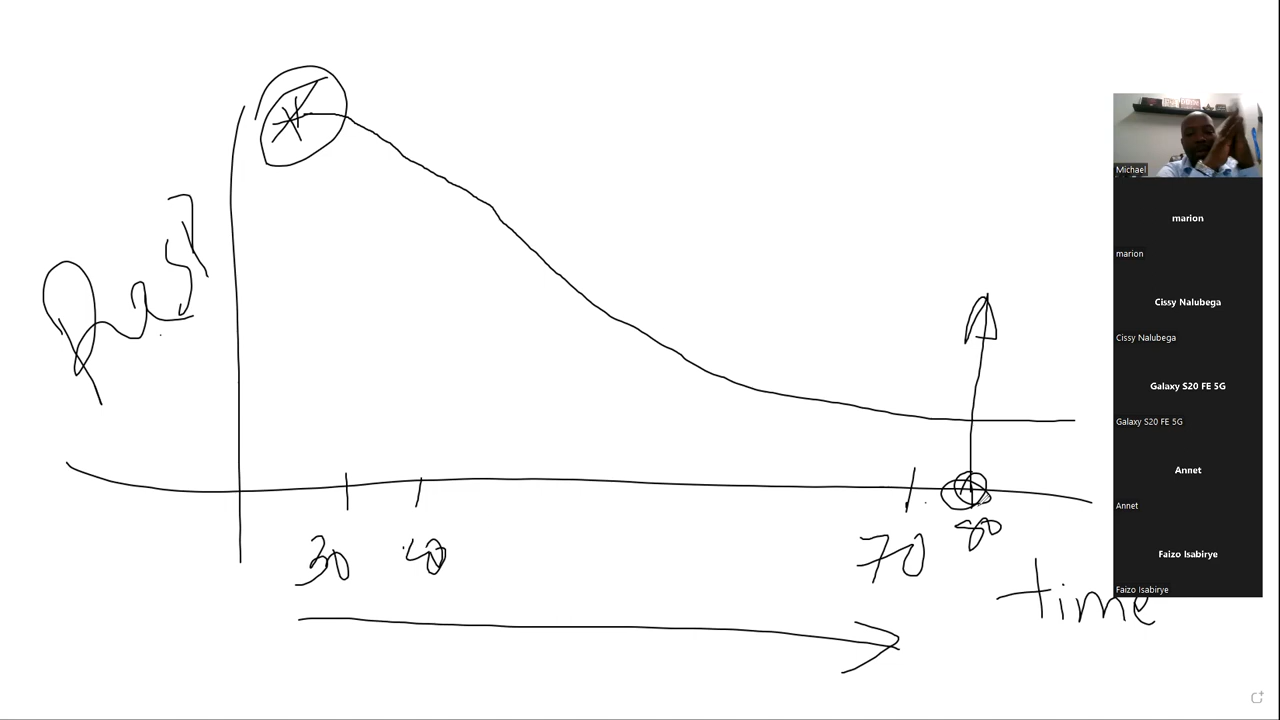 30
40
70
80
time
Michael
marion
marion
Cissy Nalubega
Cissy Nalubega
Galaxy S20 FE 5G
Galaxy S20 FE 5G
Annet
Annet
Faizo Isabirye
Faizo Isabirye